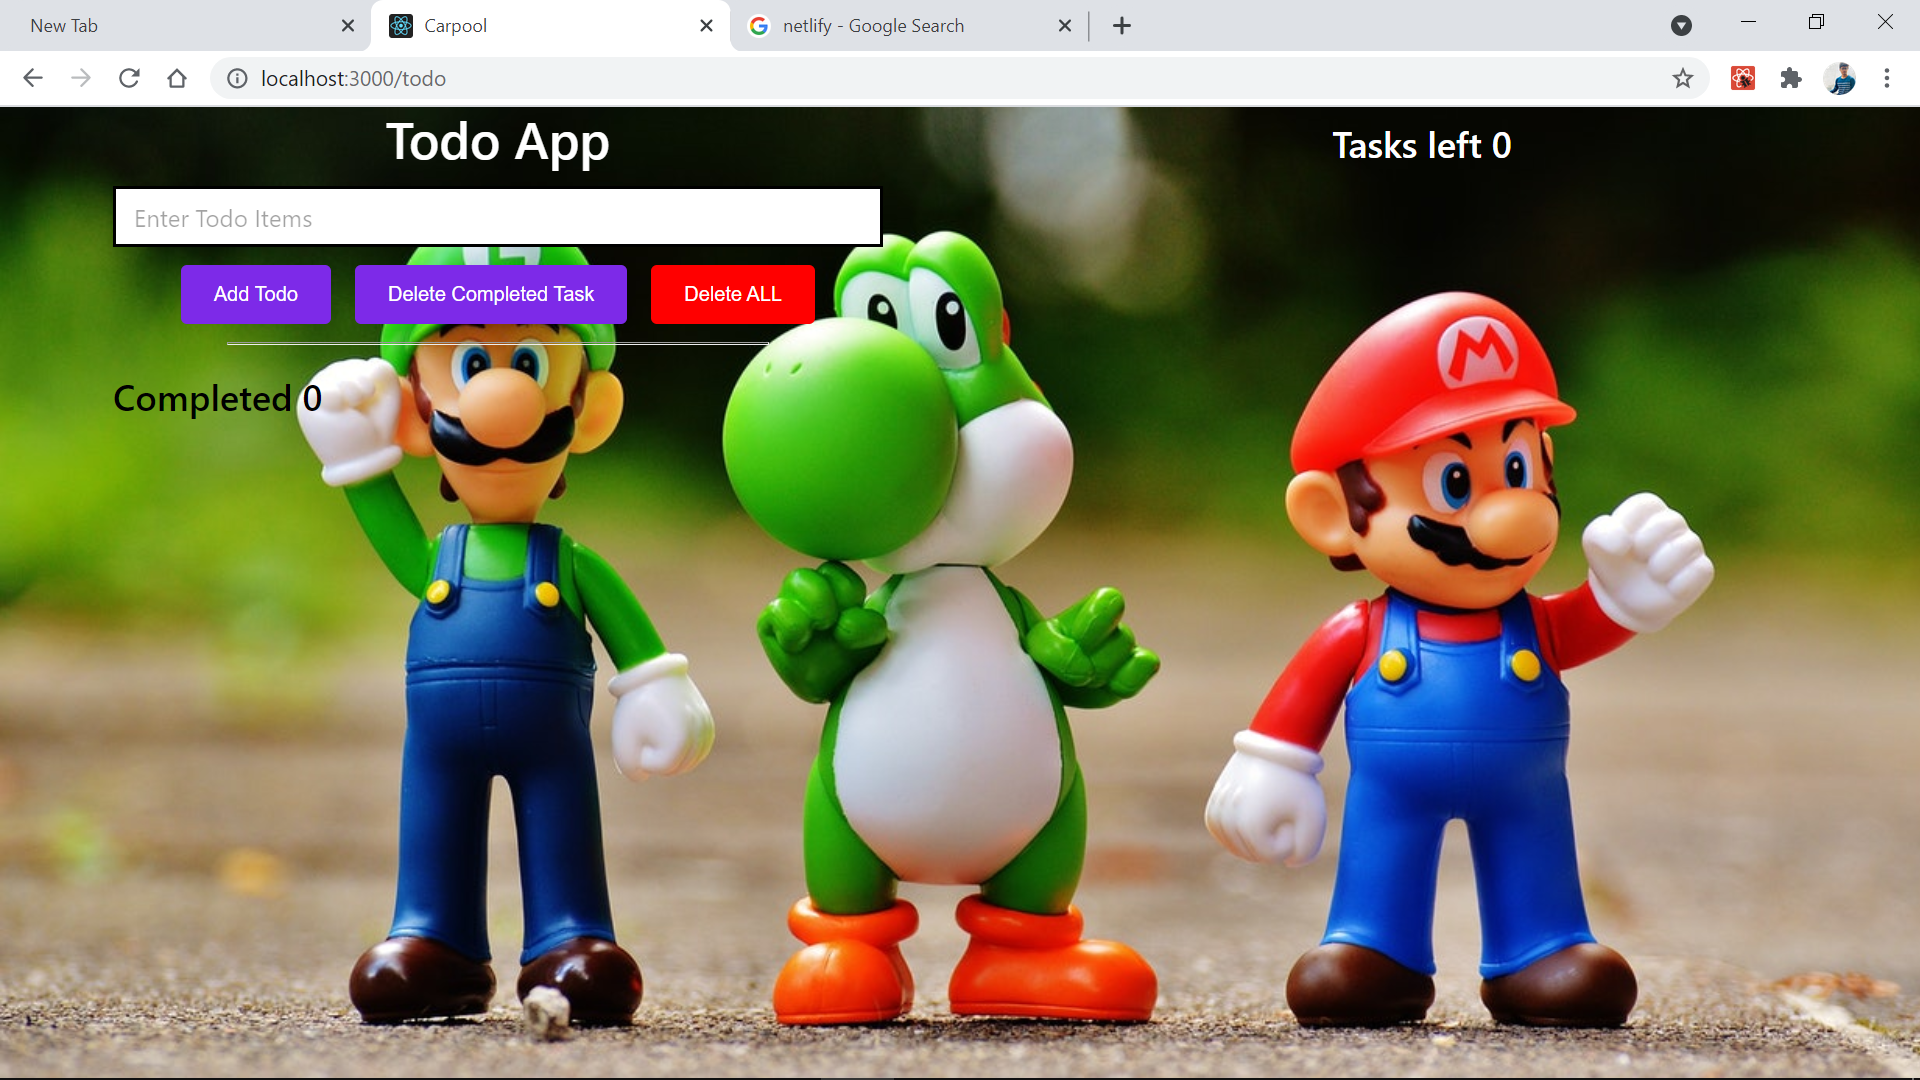 New Tab
Carpool
netlify - Google Search
localhost:3000/todo
Todo App
Tasks left 0
Enter Todo Items
Add Todo
Delete Completed Task
Delete ALL
Completed 0
M